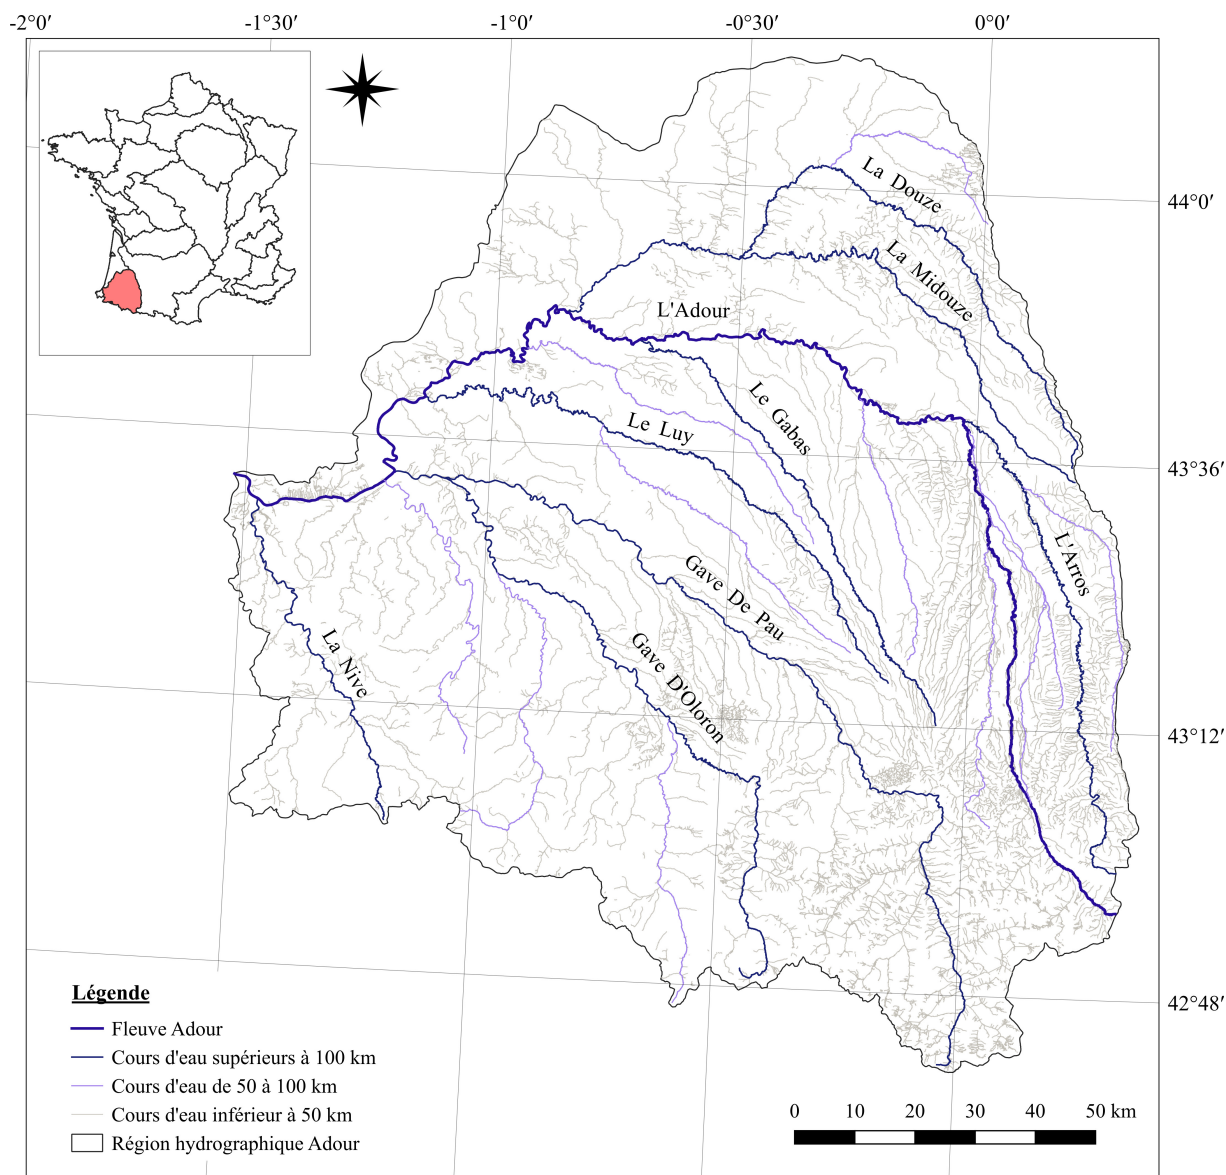 -2°0′ -1°30′ -1°0′ -0°30′ 0°0′
La Douze
44°0′
La Midouze
L'Adour
Le Gabas
Le Luy
43°36′
L'Arros
Gave De Pau
La Nive
Gave D'Oloron
43°12′
42°48′
Légende
Fleuve Adour
Cours d'eau supérieurs à 100 km
Cours d'eau de 50 à 100 km
Cours d'eau inférieur à 50 km
Région hydrographique Adour
0 10 20 30 40 50 km